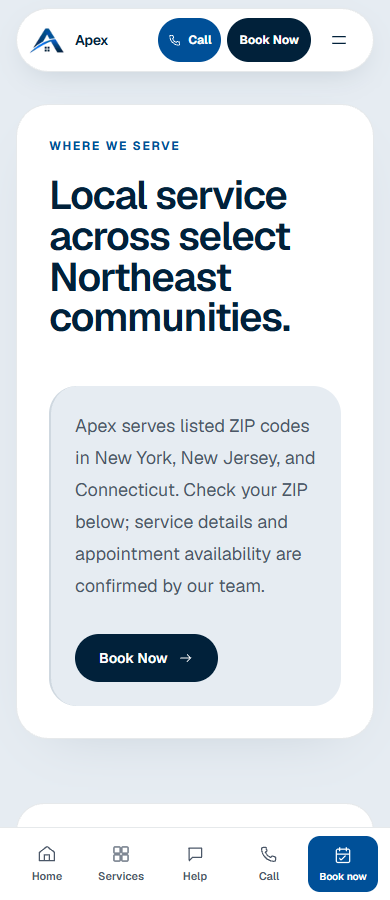 Apex
Call
Book Now
WHERE WE SERVE
Local service
across select
Northeast
communities.
Apex serves listed ZIP codes
in New York, New Jersey, and
Connecticut. Check your ZIP
below; service details and
appointment availability are
confirmed by our team.
Book Now
Home
Services
Help
Call
Book now